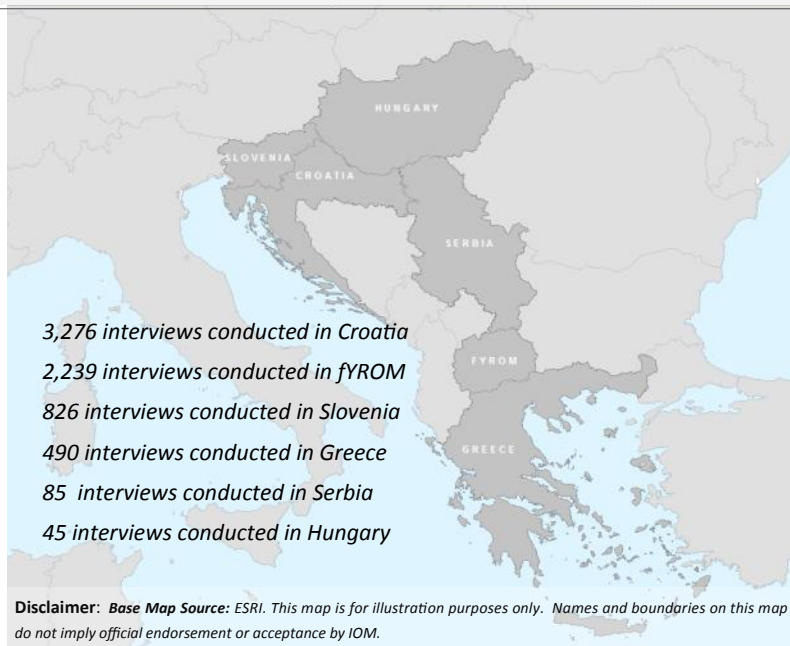 HUNGARY
SLOVENIA
CROATIA
SERBIA
3,276 interviews conducted in Croatia
FYROM
2,239 interviews conducted in fYROM
826 interviews conducted in Slovenia
490 interviews conducted in Greece
GREECE
85 interviews conducted in Serbia
45 interviews conducted in Hungary
Disclaimer: Base Map Source: ESRI. This map is for illustration purposes only. Names and boundaries on this map
do not imply official endorsement or acceptance by IOM.